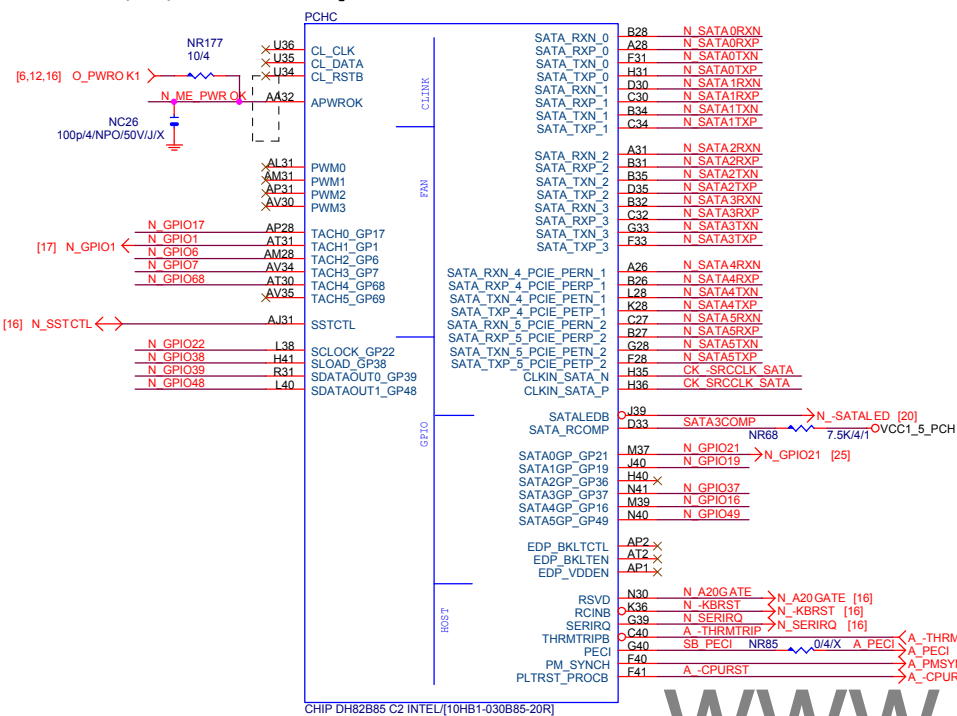 PCHC
NR177
10/4
[6,12,16] O_PWROK1
N_ME_PWROK
NC26
100p/4/NPO/50V/J/X
U36 CL_CLK
U35 CL_DATA
U34 CL_RSTB
AA32 APWROK
CLINK
AL31 PWM0
AM31 PWM1
AP31 PWM2
AV30 PWM3
FAN
N_GPIO17 AP28 TACH0_GP17
[17] N_GPIO1 N_GPIO1 AT31 TACH1_GP1
N_GPIO6 AM28 TACH2_GP6
N_GPIO7 AV34 TACH3_GP7
N_GPIO68 AT30 TACH4_GP68
AV35 TACH5_GP69
[16] N_SSTCTL AJ31 SSTCTL
N_GPIO22 L38 SCLOCK_GP22
N_GPIO38 H41 SLOAD_GP38
N_GPIO39 R31 SDATAOUT0_GP39
N_GPIO48 L40 SDATAOUT1_GP48
GPIO
HOST
SATA_RXN_0 B28 N_SATA0RXN
SATA_RXP_0 A28 N_SATA0RXP
SATA_TXN_0 F31 N_SATA0TXN
SATA_TXP_0 H31 N_SATA0TXP
SATA_RXN_1 D30 N_SATA1RXN
SATA_RXP_1 C30 N_SATA1RXP
SATA_TXN_1 B34 N_SATA1TXN
SATA_TXP_1 C34 N_SATA1TXP
SATA_RXN_2 A31 N_SATA2RXN
SATA_RXP_2 B31 N_SATA2RXP
SATA_TXN_2 B35 N_SATA2TXN
SATA_TXP_2 D35 N_SATA2TXP
SATA_RXN_3 B32 N_SATA3RXN
SATA_RXP_3 C32 N_SATA3RXP
SATA_TXN_3 G33 N_SATA3TXN
SATA_TXP_3 F33 N_SATA3TXP
SATA_RXN_4_PCIE_PERN_1 A26 N_SATA4RXN
SATA_RXP_4_PCIE_PERP_1 B26 N_SATA4RXP
SATA_TXN_4_PCIE_PETN_1 L28 N_SATA4TXN
SATA_TXP_4_PCIE_PETP_1 K28 N_SATA4TXP
SATA_RXN_5_PCIE_PERN_2 C27 N_SATA5RXN
SATA_RXP_5_PCIE_PERP_2 B27 N_SATA5RXP
SATA_TXN_5_PCIE_PETN_2 G28 N_SATA5TXN
SATA_TXP_5_PCIE_PETP_2 F28 N_SATA5TXP
CLKIN_SATA_N H35 CK_-SRCCLK_SATA
CLKIN_SATA_P H36 CK_SRCCLK_SATA
SATALEDB J39 N_-SATALED [20]
SATA_RCOMP D33 SATA3COMP NR68 7.5K/4/1 VCC1_5_PCH
SATA0GP_GP21 M37 N_GPIO21 N_GPIO21 [25]
SATA1GP_GP19 J40 N_GPIO19
SATA2GP_GP36 H40
SATA3GP_GP37 N41 N_GPIO37
SATA4GP_GP16 M39 N_GPIO16
SATA5GP_GP49 N40 N_GPIO49
EDP_BKLTCTL AP2
EDP_BKLTEN AT2
EDP_VDDEN AP1
RSVD N30 N_A20GATE N_A20GATE [16]
RCINB K36 N_-KBRST N_-KBRST [16]
SERIRQ G39 N_SERIRQ N_SERIRQ [16]
THRMTRIPB C40 A_-THRMTRIP A_-THRM
PECI G40 SB_PECI NR85 0/4/X A_PECI A_PECI
PM_SYNCH F40 A_PMSY
PLTRST_PROCB F41 A_-CPURST A_-CPUR
CHIP DH82B85 C2 INTEL/[10HB1-030B85-20R]
WWW